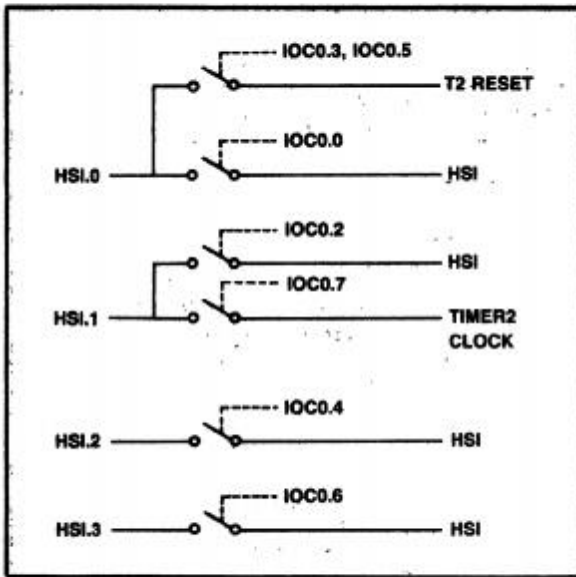 IOC0.3, IOC0.5
T2 RESET
IOC0.0
HSI.0
HSI
IOC0.2
HSI
IOC0.7
HSI.1
TIMER2
CLOCK
IOC0.4
HSI.2
HSI
IOC0.6
HSI.3
HSI